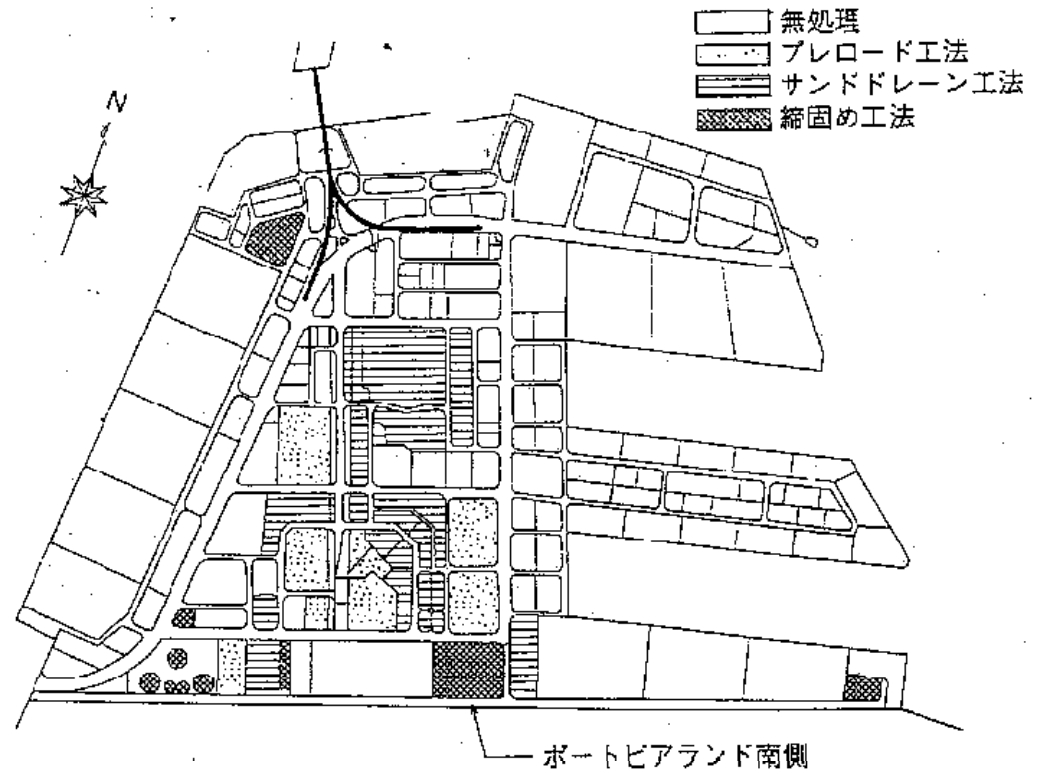 無処理
プレロード工法
サンドドレーン工法
締固め工法
N
ポートピアランド南側